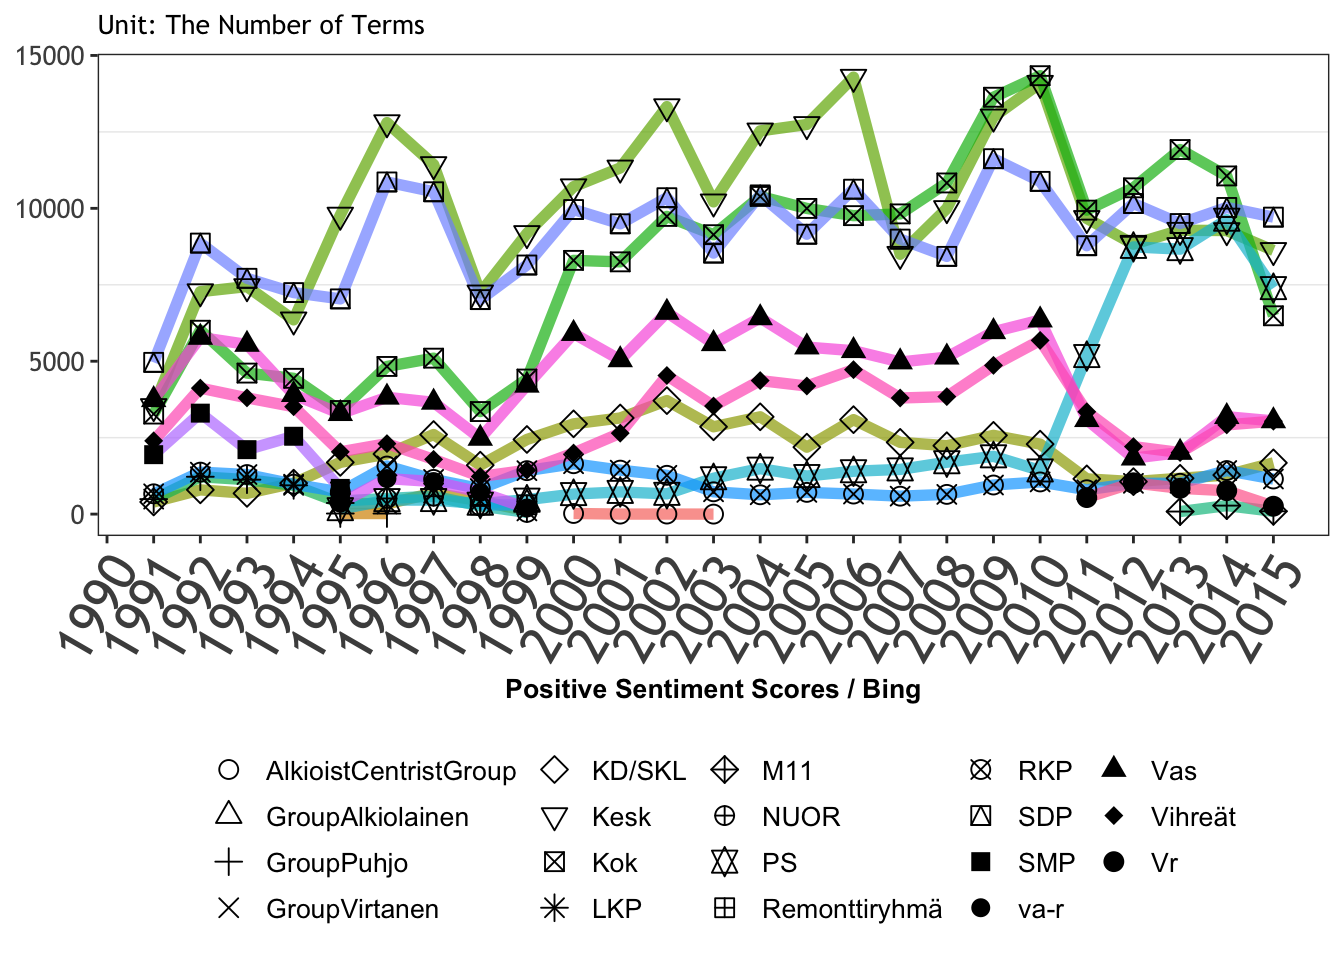 Unit: The Number of Terms
15000
10000
5000
0
1990 1991 1992 1993 1994 1995 1996 1997 1998 1999 2000 2001 2002 2003 2004 2005 2006 2007 2008 2009 2010 2011 2012 2013 2014 2015
Positive Sentiment Scores / Bing
AlkioistCentristGroup KD/SKL M11 RKP Vas
GroupAlkiolainen Kesk NUOR SDP Vihreät
GroupPuhjo Kok PS SMP Vr
GroupVirtanen LKP Remonttiryhmä va-r